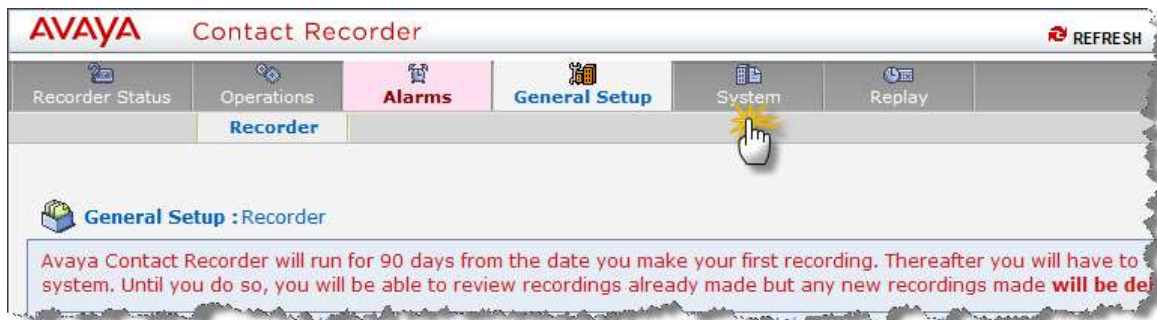 AVAYA Contact Recorder REFRESH
Recorder Status Operations Alarms General Setup System Replay
Recorder
General Setup : Recorder
Avaya Contact Recorder will run for 90 days from the date you make your first recording. Thereafter you will have to
system. Until you do so, you will be able to review recordings already made but any new recordings made will be